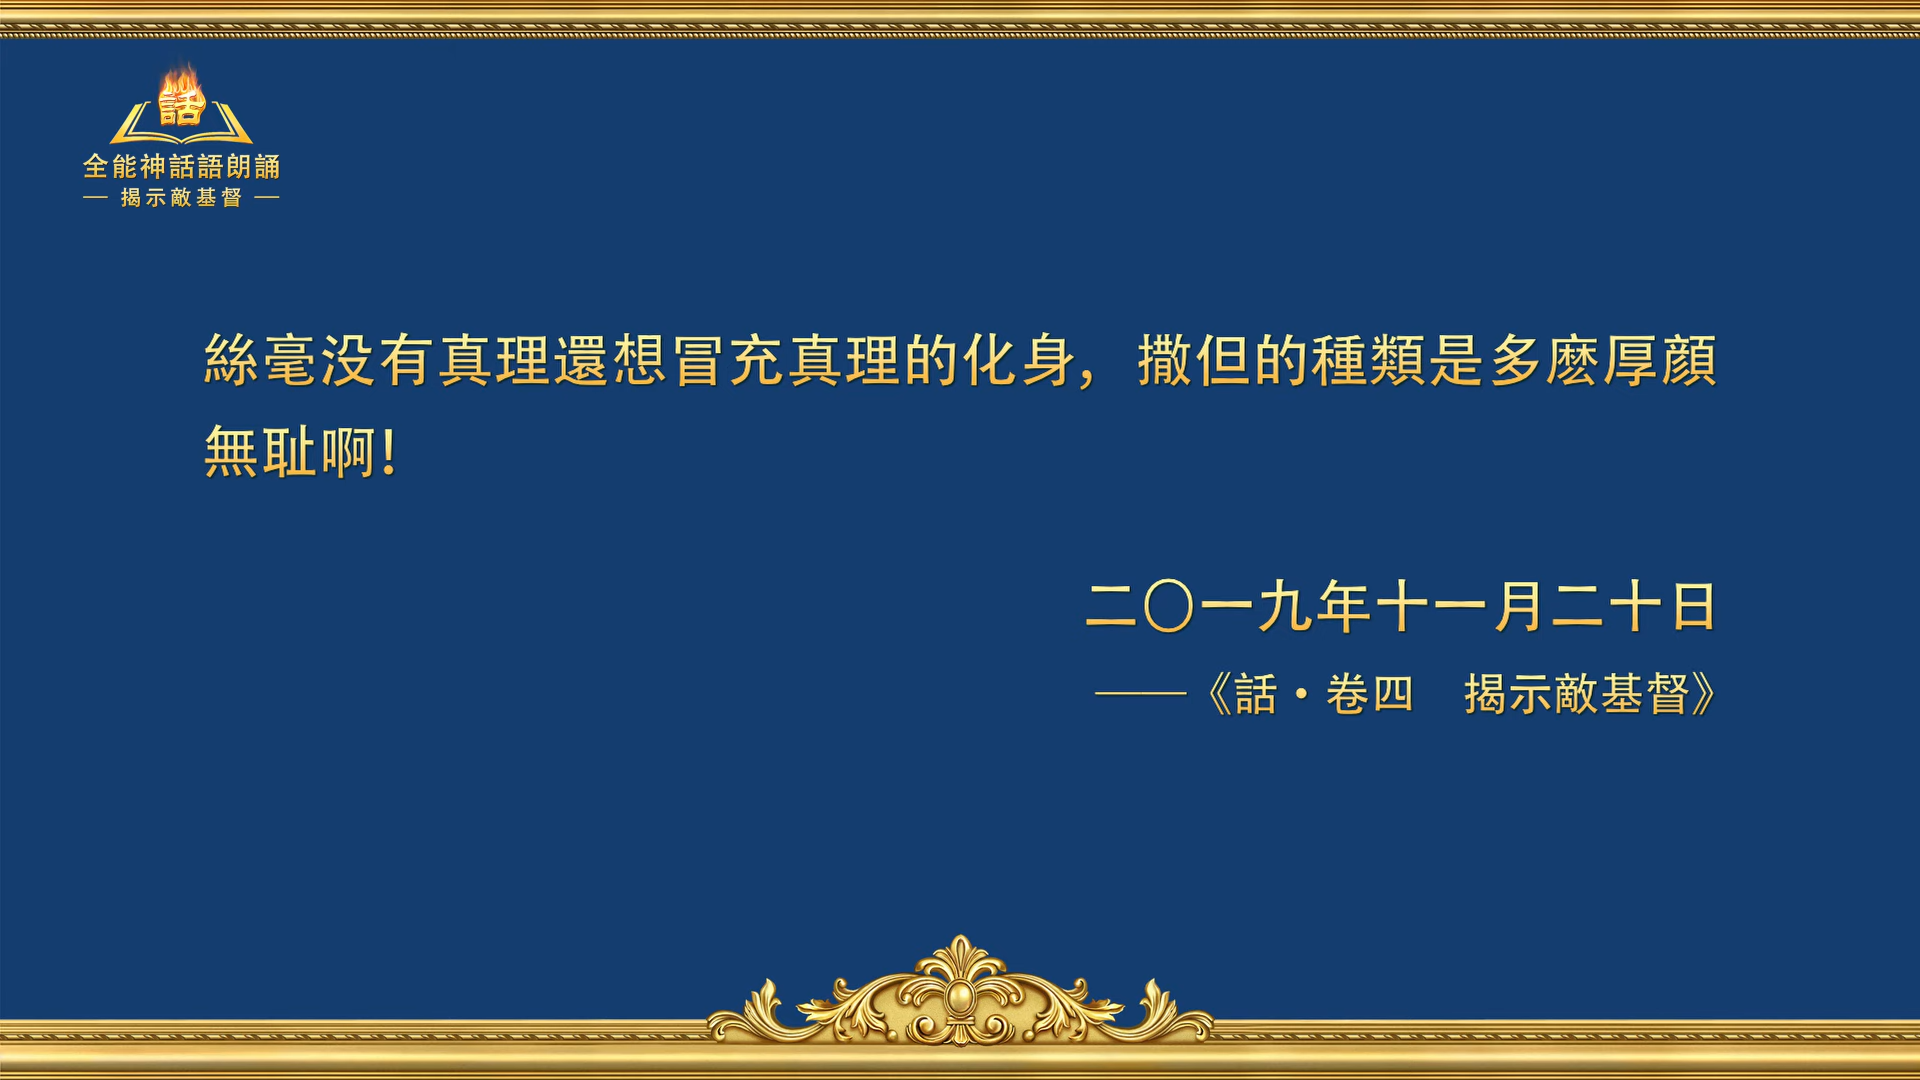 話
全能神話語朗誦
— 揭示敵基督 —
絲毫没有真理還想冒充真理的化身，撒但的種類是多麽厚顔
無耻啊！
二〇一九年十一月二十日
——《話・卷四　揭示敵基督》